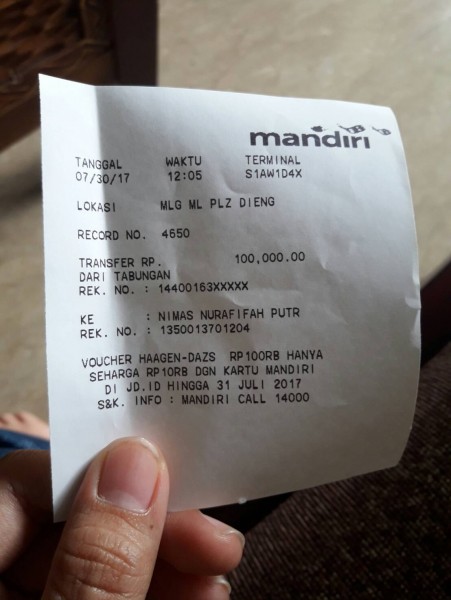 mandiri
TANGGAL WAKTU TERMINAL
07/30/17 12:05 S1AW1D4X
LOKASI MLG ML PLZ DIENG
RECORD NO. 4650
TRANSFER RP. 100,000.00
DARI TABUNGAN
REK. NO. : 14400163XXXXX
KE : NIMAS NURAFIFAH PUTR
REK. NO. : 1350013701204
VOUCHER HAAGEN-DAZS RP100RB HANYA
SEHARGA RP10RB DGN KARTU MANDIRI
DI JD.ID HINGGA 31 JULI 2017
S&K. INFO : MANDIRI CALL 14000